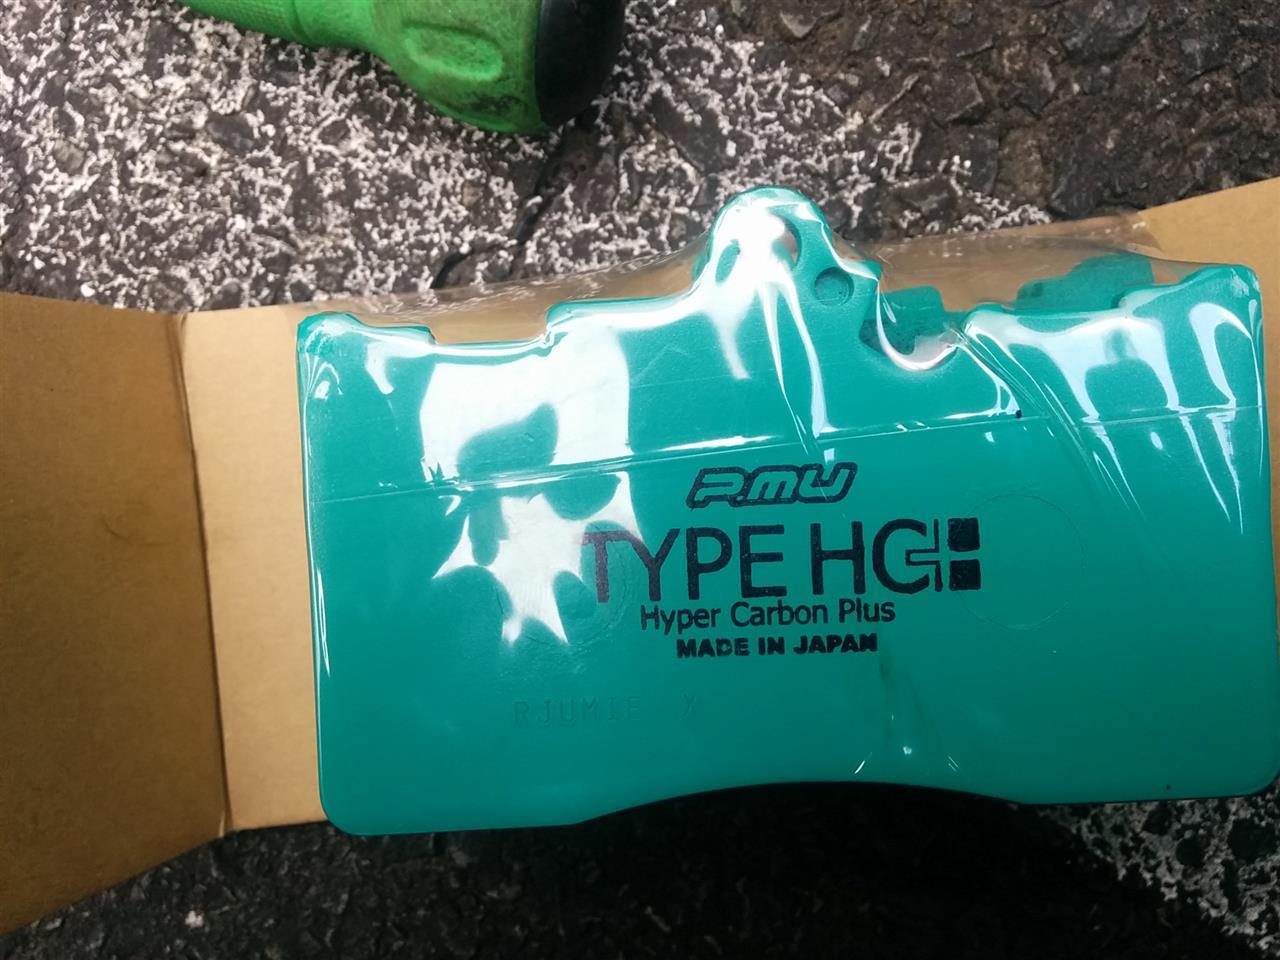 P.MU
TYPE HC+
Hyper Carbon Plus
MADE IN JAPAN
RJUMIE X